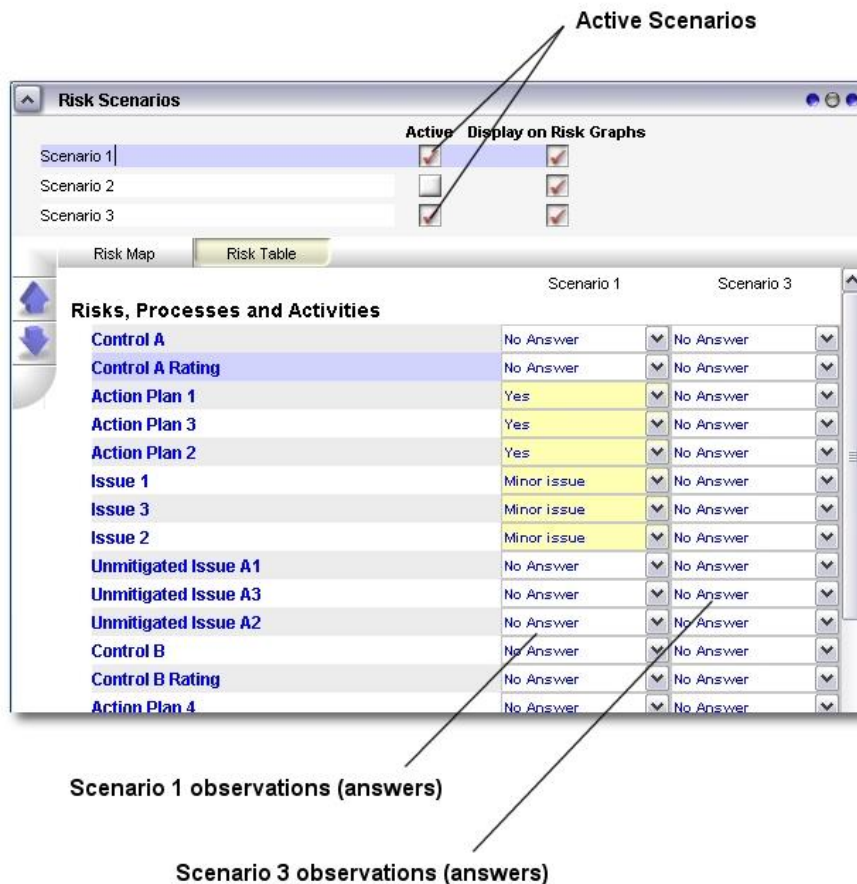 Active Scenarios
Risk Scenarios
Active Display on Risk Graphs
Scenario 1
Scenario 2
Scenario 3
Risk Map Risk Table
Scenario 1 Scenario 3
Risks, Processes and Activities
Control A No Answer No Answer
Control A Rating No Answer No Answer
Action Plan 1 Yes No Answer
Action Plan 3 Yes No Answer
Action Plan 2 Yes No Answer
Issue 1 Minor issue No Answer
Issue 3 Minor issue No Answer
Issue 2 Minor issue No Answer
Unmitigated Issue A1 No Answer No Answer
Unmitigated Issue A3 No Answer No Answer
Unmitigated Issue A2 No Answer No Answer
Control B No Answer No Answer
Control B Rating No Answer No Answer
Action Plan 4 No Answer No Answer
Scenario 1 observations (answers)
Scenario 3 observations (answers)